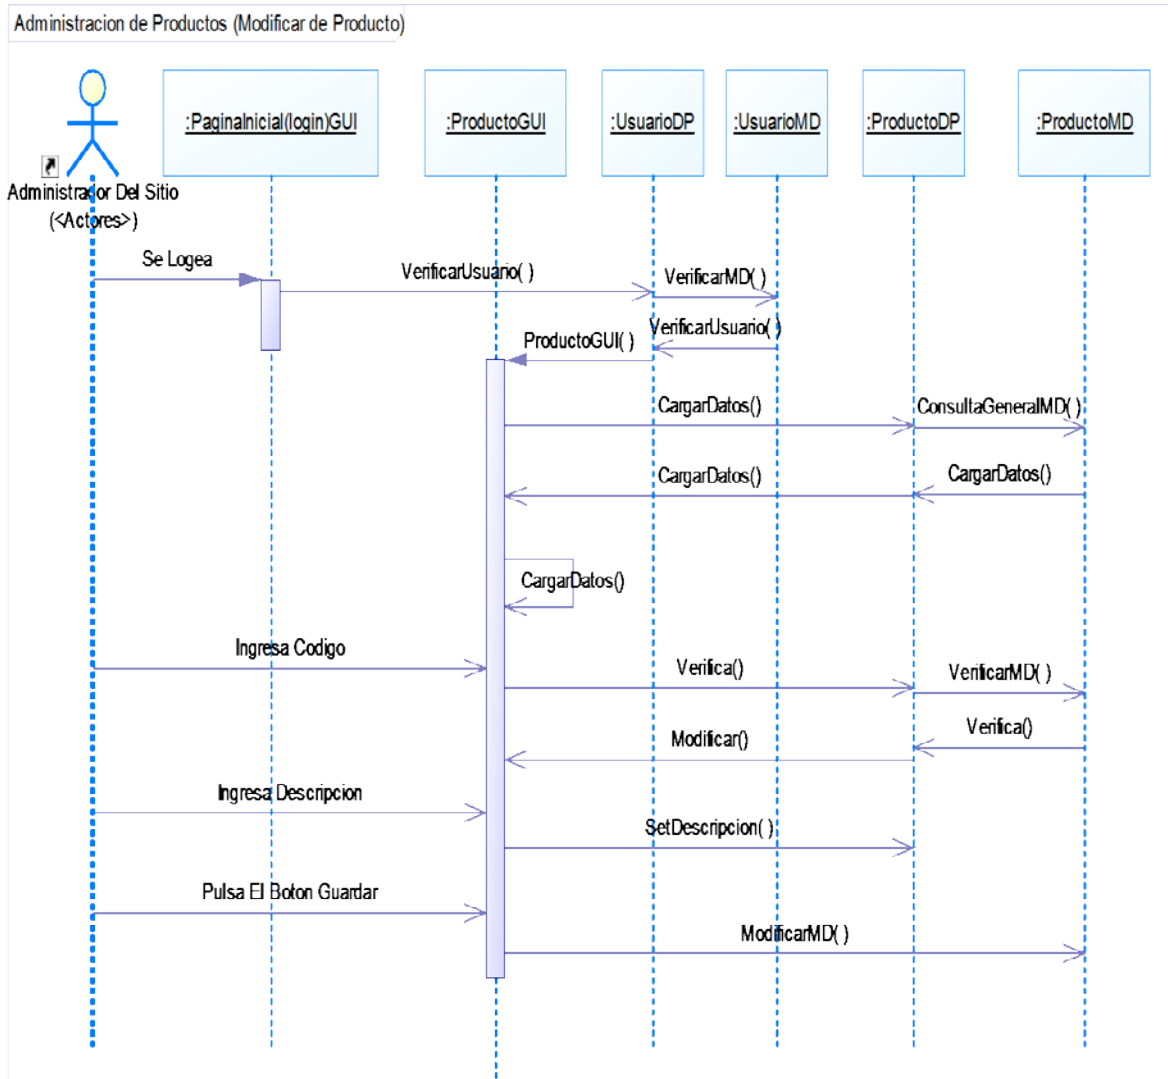 Administracion de Productos (Modificar de Producto)
:PaginaInicial(login)GUI
:ProductoGUI
:UsuarioDP
:UsuarioMD
:ProductoDP
:ProductoMD
Administrador Del Sitio
(<Actores>)
Se Logea
VerificarUsuario( )
VerificarMD( )
VerificarUsuario( )
ProductoGUI( )
CargarDatos()
ConsultaGeneralMD( )
CargarDatos()
CargarDatos()
CargarDatos()
Ingresa Codigo
Verifica()
VerificarMD( )
Verifica()
Modificar()
Ingresa Descripcion
SetDescripcion( )
Pulsa El Boton Guardar
ModificarMD( )